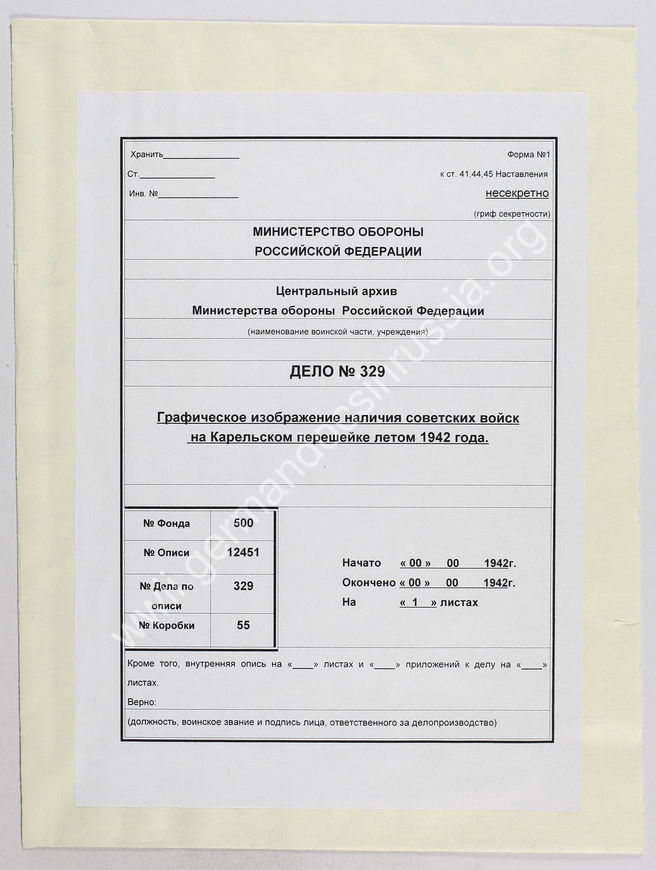 Хранить_________________ Форма №1
Ст._________________ к ст. 41,44,45 Наставления
Инв. №__________________ несекретно
(гриф секретности)
МИНИСТЕРСТВО ОБОРОНЫ
РОССИЙСКОЙ ФЕДЕРАЦИИ
Центральный архив
Министерства обороны Российской Федерации
(наименование воинской части, учреждения)
ДЕЛО № 329
Графическое изображение наличия советских войск
на Карельском перешейке летом 1942 года.
№ Фонда 500
№ Описи 12451
№ Дела по 329
описи
№ Коробки 55
Начато « 00 » 00 1942г.
Окончено « 00 » 00 1942г.
На « 1 » листах
Кроме того, внутренняя опись на «____» листах и «____» приложений к делу на «____»
листах.
Верно:
(должность, воинское звание и подпись лица, ответственного за делопроизводство)
www.germandocsinrussia.org